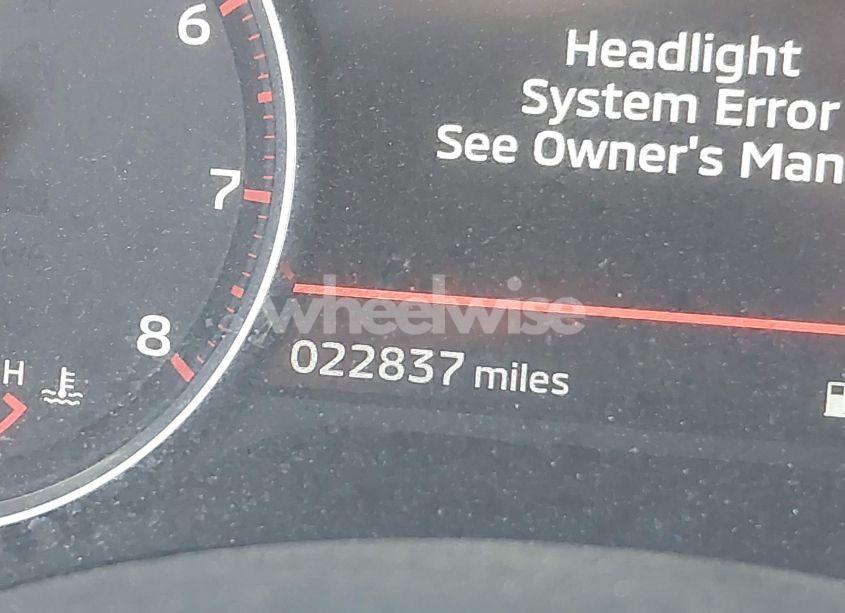 6
Headlight
System Error
See Owner's Man
7
wheelwise
8
022837 miles
H